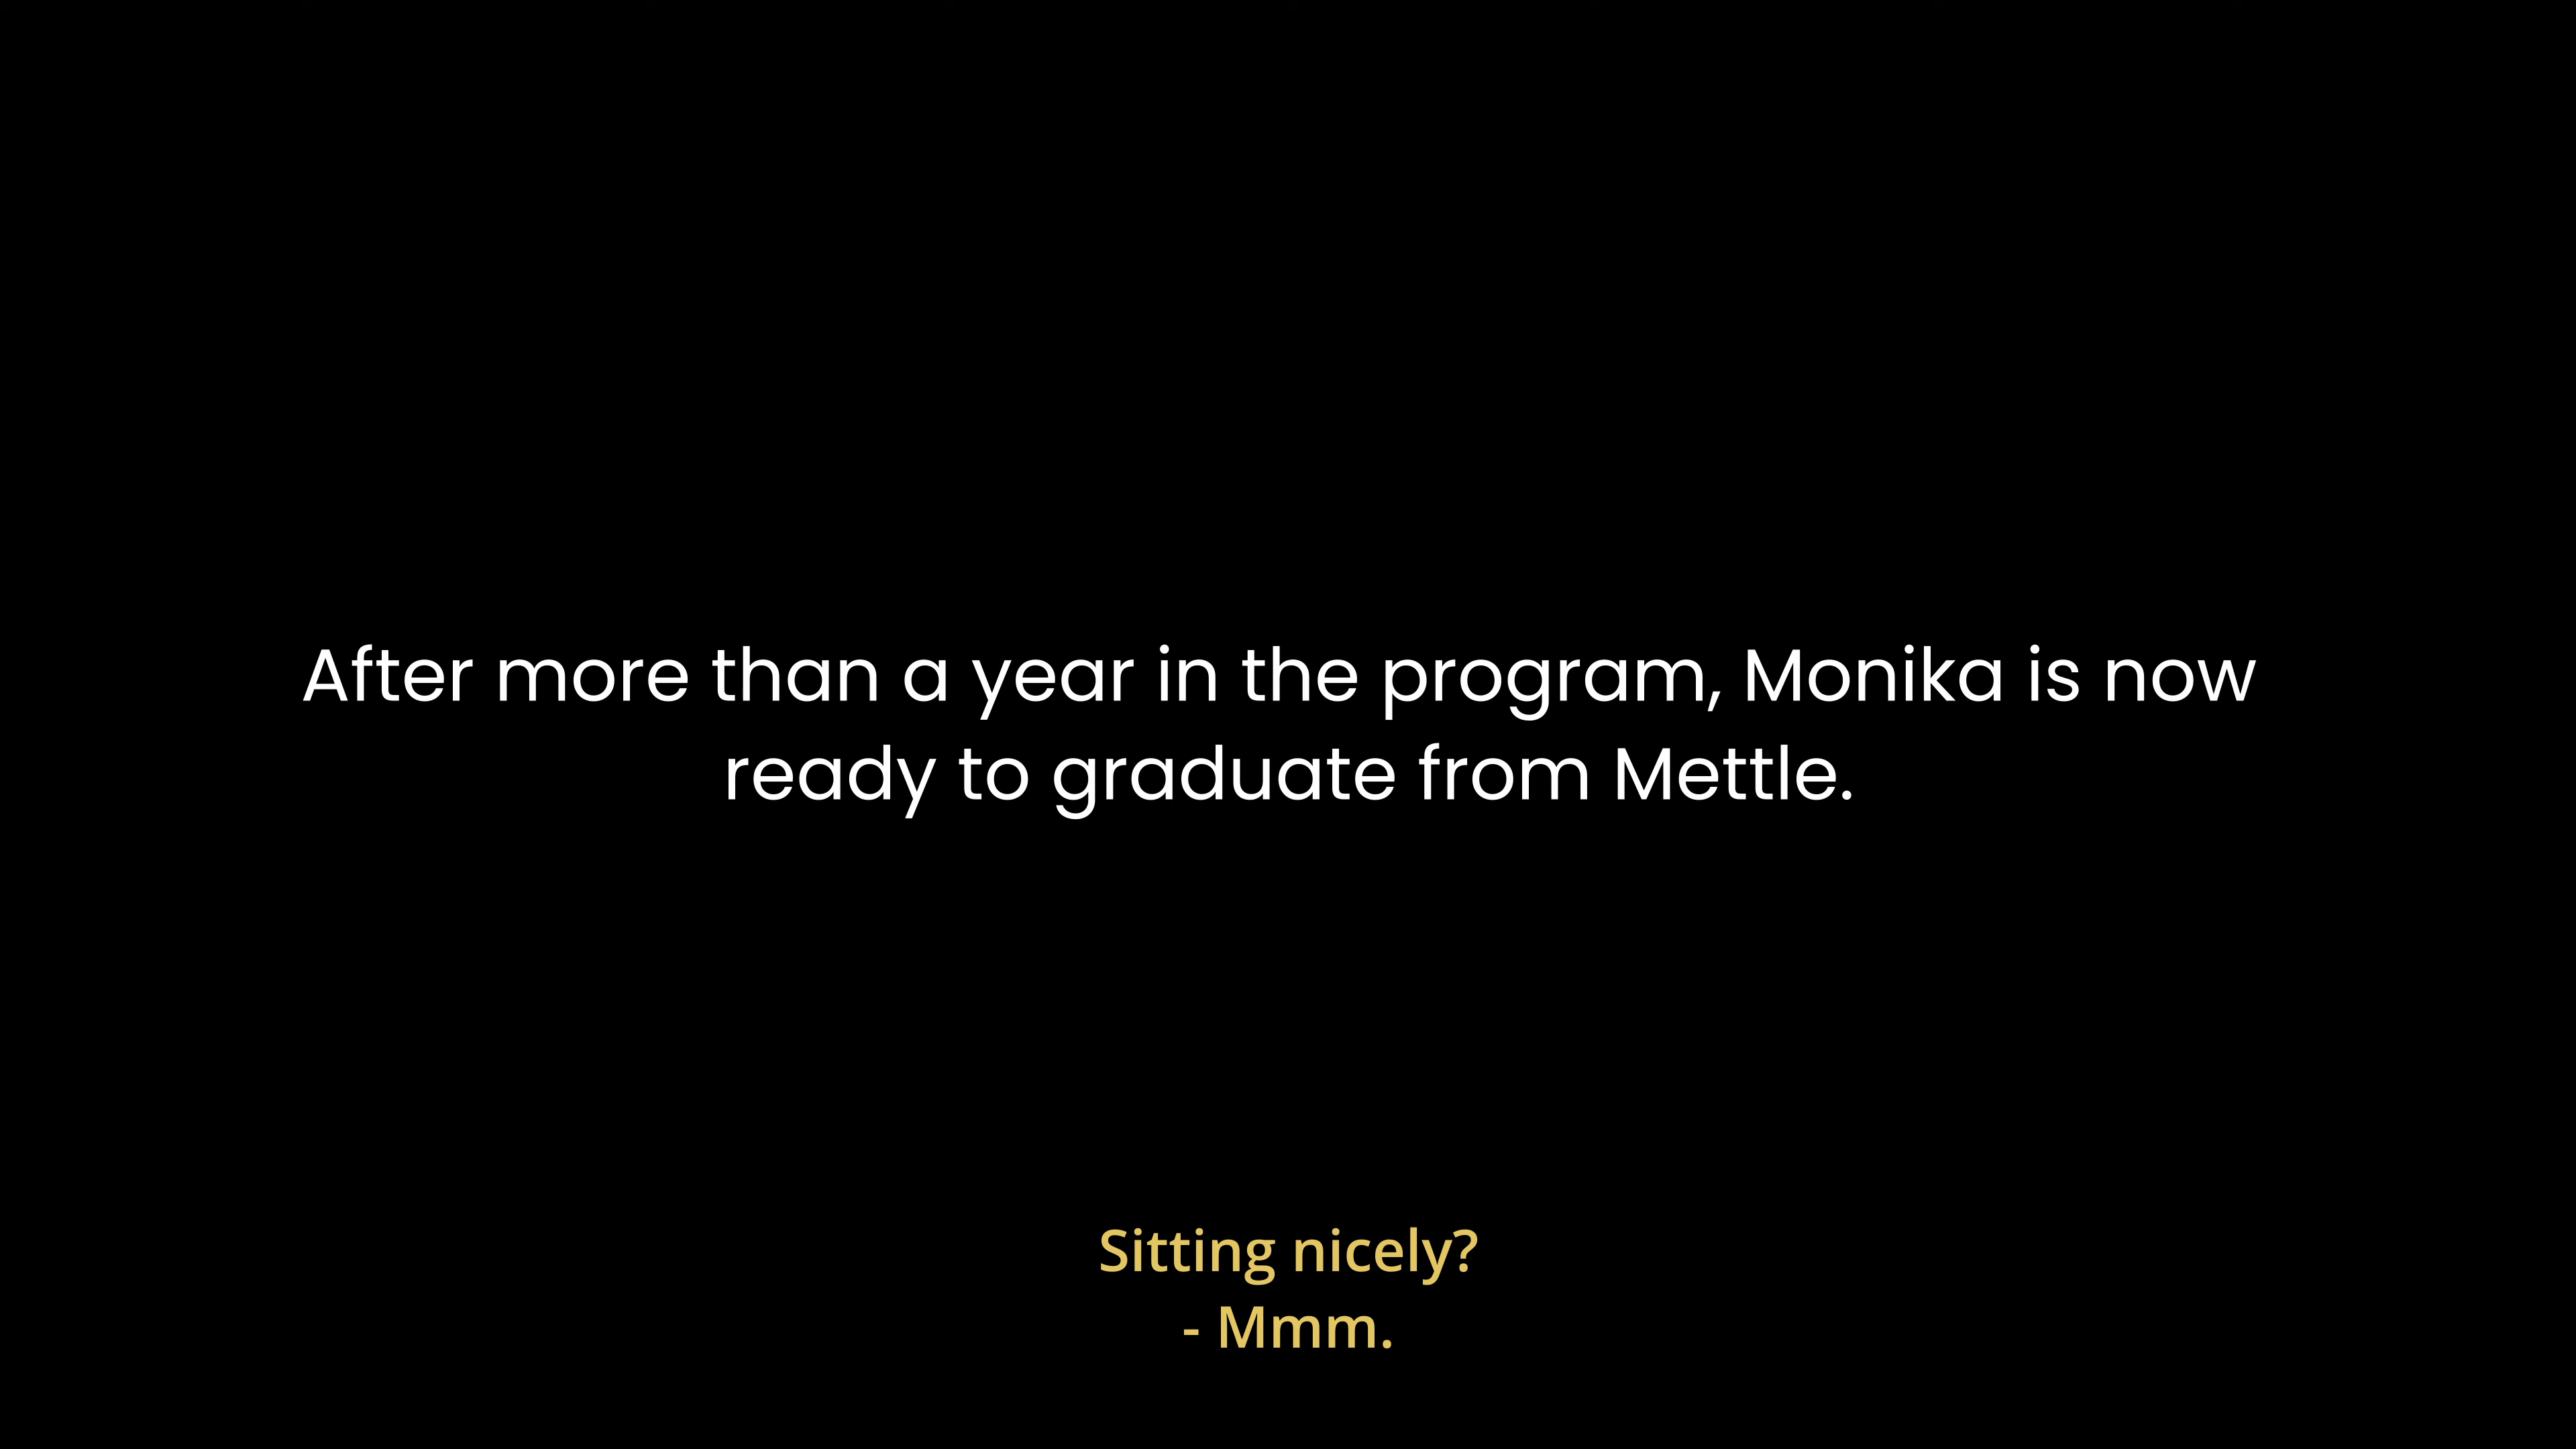 After more than a year in the program, Monika is now
ready to graduate from Mettle.
Sitting nicely?
- Mmm.